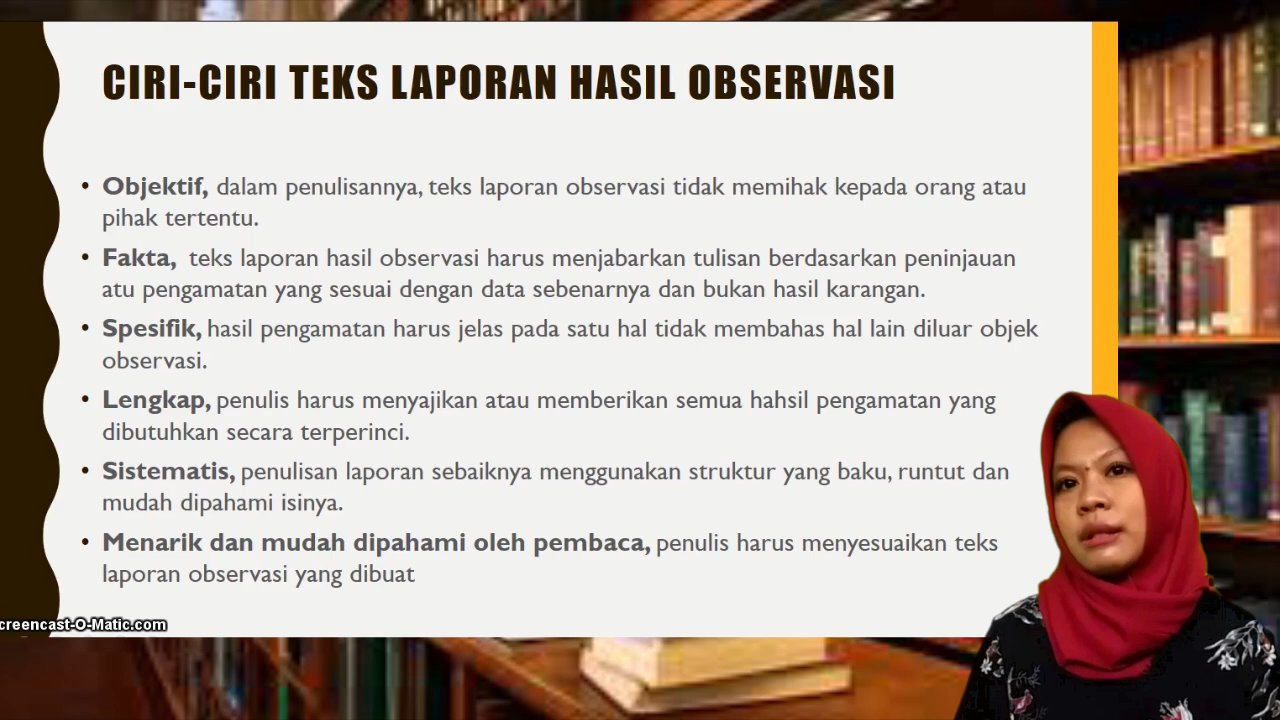 CIRI-CIRI TEKS LAPORAN HASIL OBSERVASI
• Objektif, dalam penulisannya, teks laporan observasi tidak memihak kepada orang atau
pihak tertentu.
• Fakta, teks laporan hasil observasi harus menjabarkan tulisan berdasarkan peninjauan
atu pengamatan yang sesuai dengan data sebenarnya dan bukan hasil karangan.
• Spesifik, hasil pengamatan harus jelas pada satu hal tidak membahas hal lain diluar objek
observasi.
• Lengkap, penulis harus menyajikan atau memberikan semua hahsil pengamatan yang
dibutuhkan secara terperinci.
• Sistematis, penulisan laporan sebaiknya menggunakan struktur yang baku, runtut dan
mudah dipahami isinya.
• Menarik dan mudah dipahami oleh pembaca, penulis harus menyesuaikan teks
laporan observasi yang dibuat
creencast-O-Matic.com